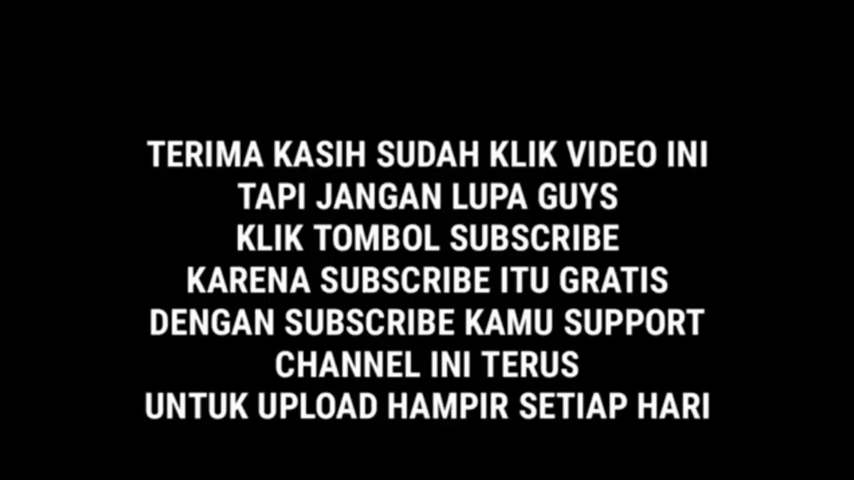 TERIMA KASIH SUDAH KLIK VIDEO INI
TAPI JANGAN LUPA GUYS
KLIK TOMBOL SUBSCRIBE
KARENA SUBSCRIBE ITU GRATIS
DENGAN SUBSCRIBE KAMU SUPPORT
CHANNEL INI TERUS
UNTUK UPLOAD HAMPIR SETIAP HARI